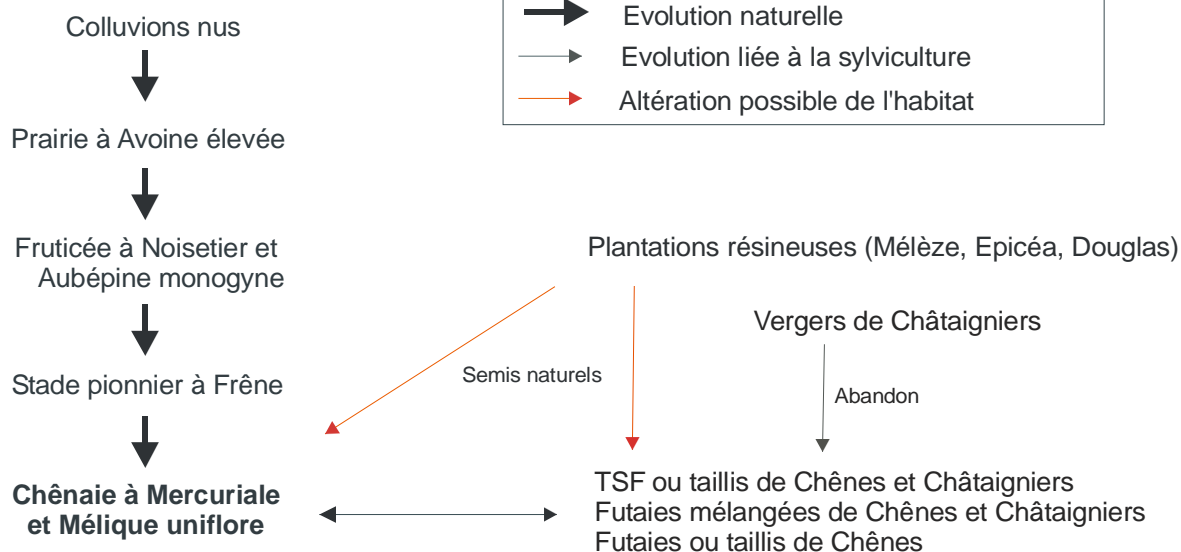 Evolution naturelle
Evolution liée à la sylviculture
Altération possible de l'habitat
Colluvions nus
Prairie à Avoine élevée
Fruticée à Noisetier et
Aubépine monogyne
Stade pionnier à Frêne
Chênaie à Mercuriale
et Mélique uniflore
Plantations résineuses (Mélèze, Epicéa, Douglas)
Vergers de Châtaigniers
Semis naturels
Abandon
TSF ou taillis de Chênes et Châtaigniers
Futaies mélangées de Chênes et Châtaigniers
Futaies ou taillis de Chênes